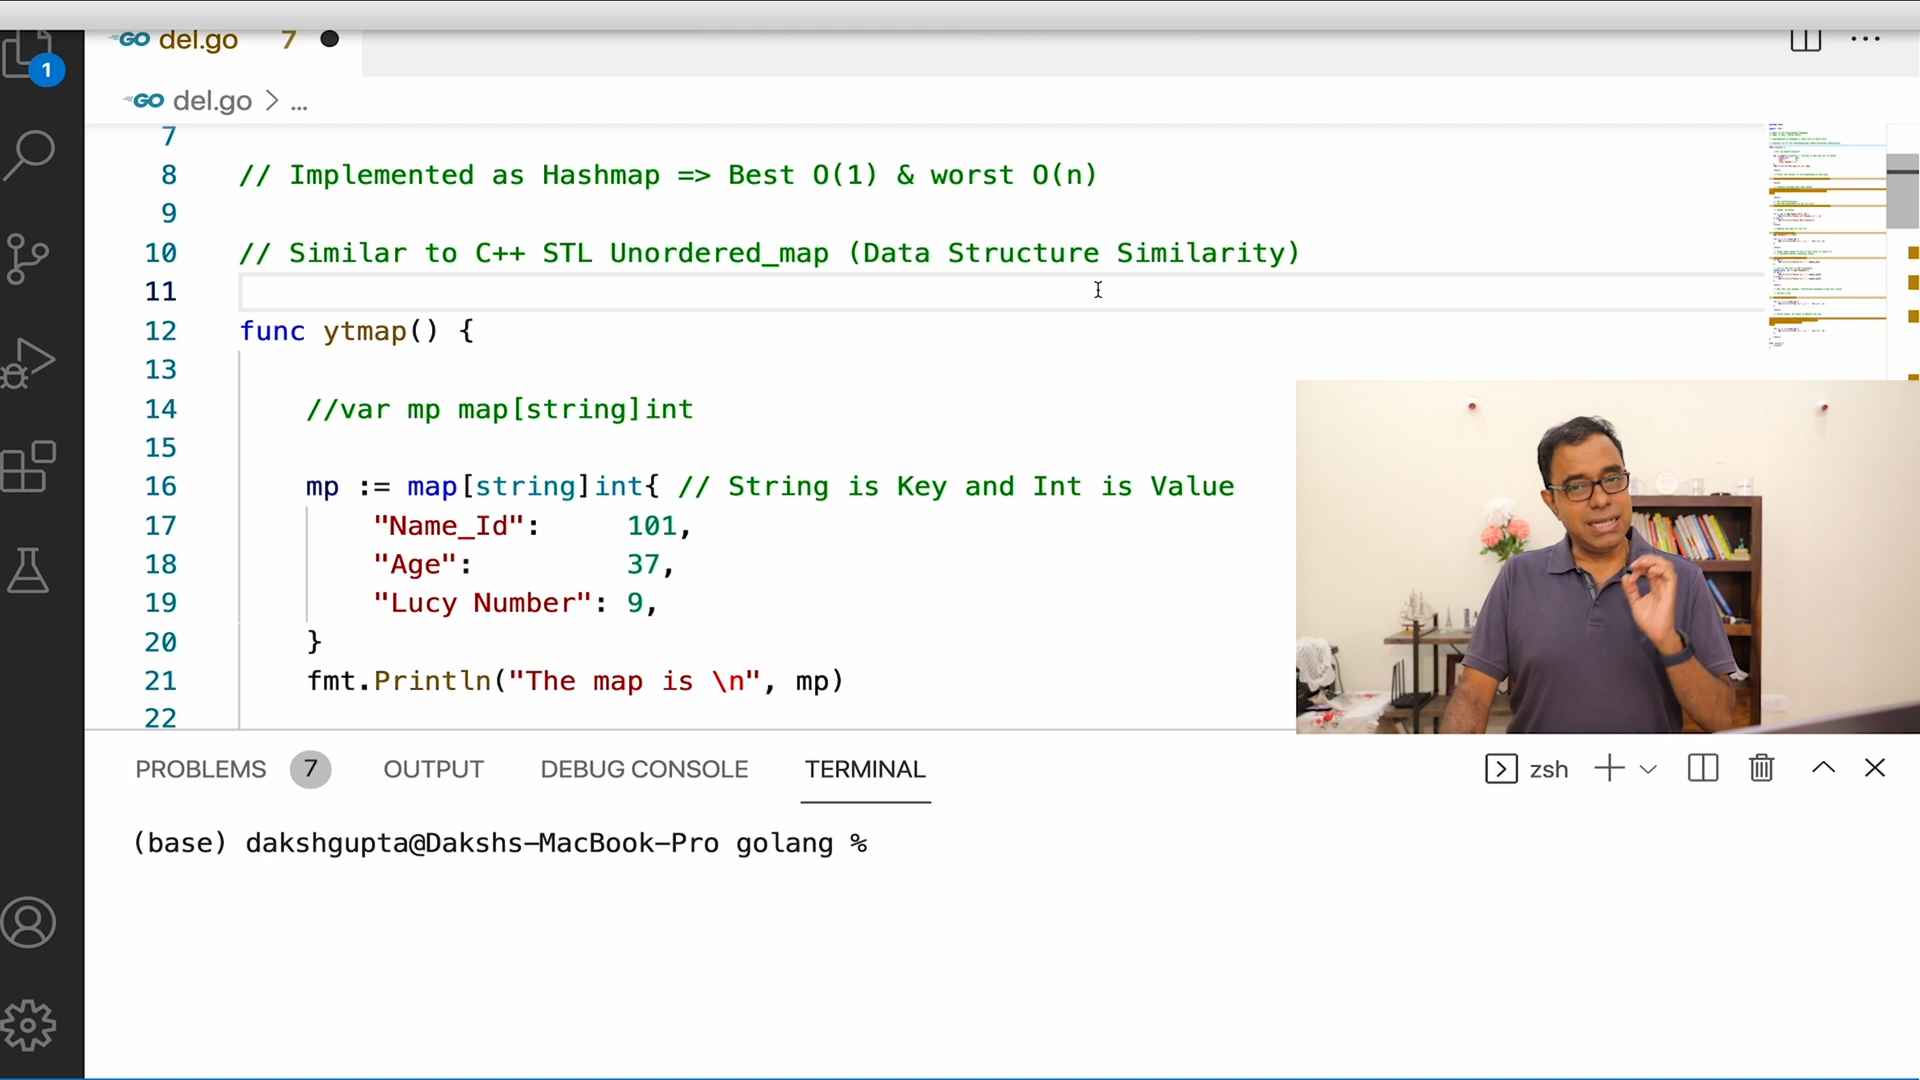 GO del.go 7
1
GO del.go > ...
7
8 // Implemented as Hashmap => Best O(1) & worst O(n)
9
10 // Similar to C++ STL Unordered_map (Data Structure Similarity)
11
12 func ytmap() {
13
14 //var mp map[string]int
15
16 mp := map[string]int{ // String is Key and Int is Value
17 "Name_Id": 101,
18 "Age": 37,
19 "Lucy Number": 9,
20 }
21 fmt.Println("The map is \n", mp)
22
PROBLEMS 7 OUTPUT DEBUG CONSOLE TERMINAL zsh
(base) dakshgupta@Dakshs-MacBook-Pro golang %